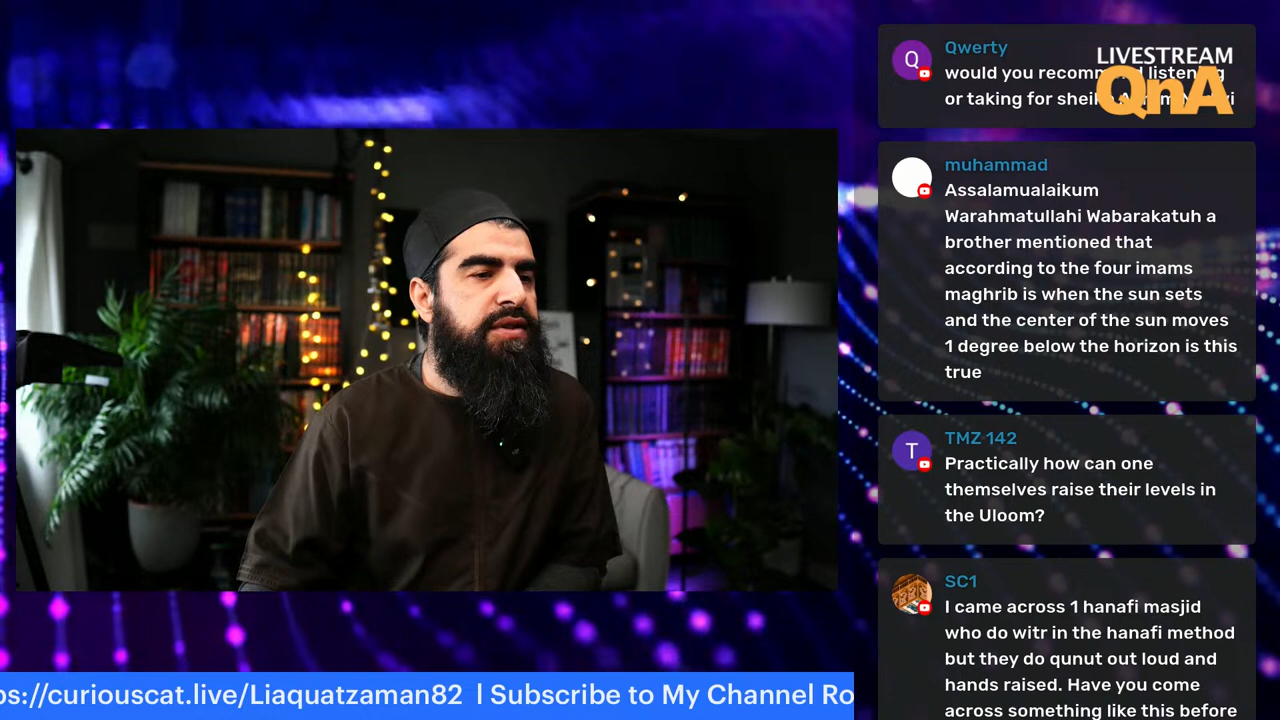 Qwerty
would you recommend listening
or taking for sheikh
LIVESTREAM
QnA
muhammad
Assalamualaikum
Warahmatullahi Wabarakatuh a
brother mentioned that
according to the four imams
maghrib is when the sun sets
and the center of the sun moves
1 degree below the horizon is this
true
TMZ 142
Practically how can one
themselves raise their levels in
the Uloom?
SC1
I came across 1 hanafi masjid
who do witr in the hanafi method
but they do qunut out loud and
hands raised. Have you come
across something like this before
ps://curiouscat.live/Liaquatzaman82 | Subscribe to My Channel Ro
Q
T